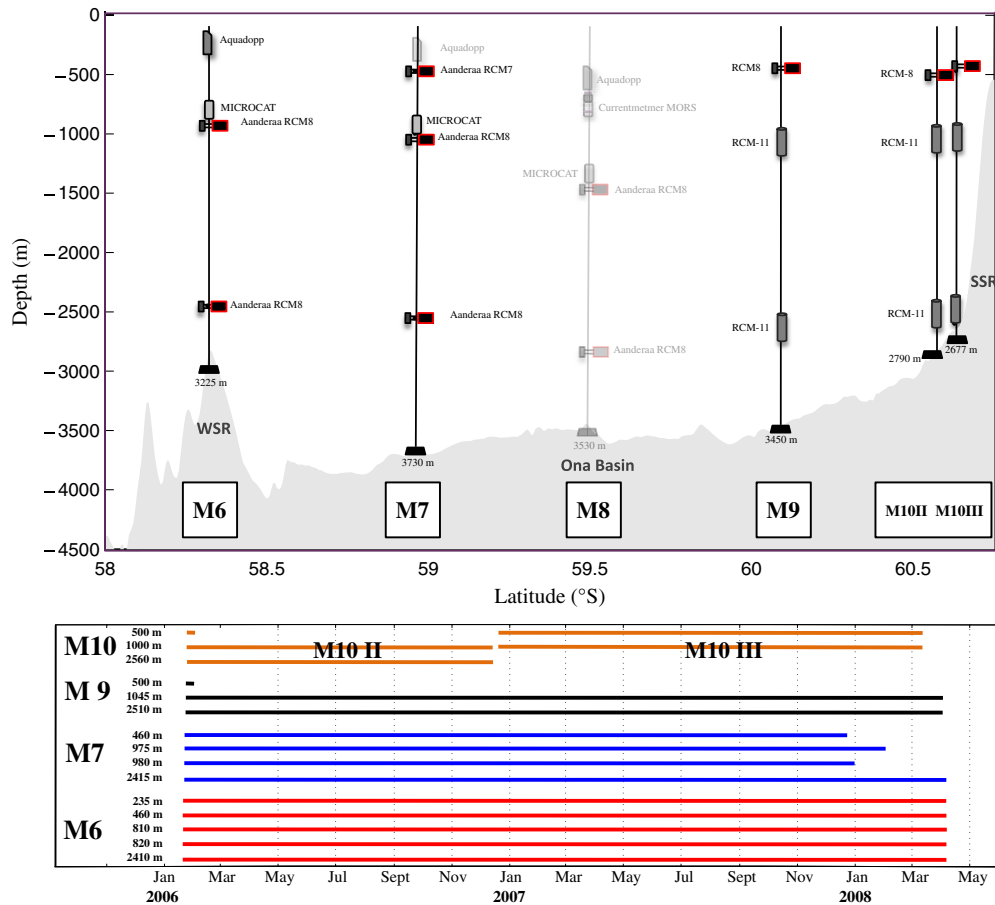 0
−500
−1000
−1500
−2000
−2500
−3000
−3500
−4000
−4500
Depth (m)
Aquadopp
MICROCAT
Aanderaa RCM8
Aanderaa RCM8
3225 m
WSR
M6
Aquadopp
Aanderaa RCM7
MICROCAT
Aanderaa RCM8
Aanderaa RCM8
3730 m
M7
Aquadopp
Currentmetmer MORS
MICROCAT
Aanderaa RCM8
Aanderaa RCM8
3530 m
Ona Basin
M8
RCM8
RCM-11
RCM-11
3450 m
M9
RCM-8
RCM-11
RCM-11
2790 m
2677 m
SSR
M10II M10III
58 58.5 59 59.5 60 60.5
Latitude (°S)
M10
500 m
1000 m
2560 m
M10 II
M10 III
M 9
500 m
1045 m
2510 m
M7
460 m
975 m
980 m
2415 m
M6
235 m
460 m
810 m
820 m
2410 m
Jan Mar May Jul Sept Nov Jan Mar May Jul Sept Nov Jan Mar May
2006 2007 2008